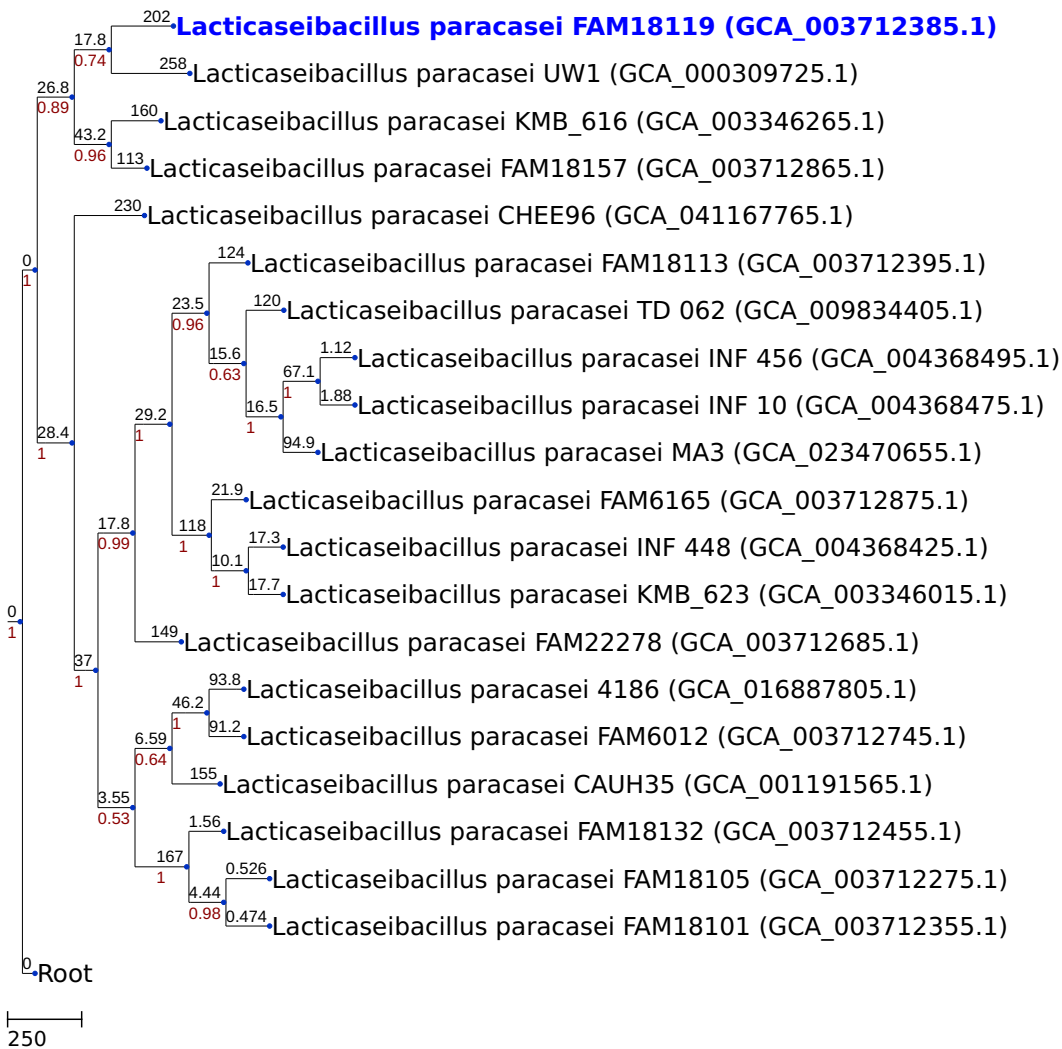 202
Lacticaseibacillus paracasei FAM18119 (GCA_003712385.1)
17.8
0.74
258
Lacticaseibacillus paracasei UW1 (GCA_000309725.1)
26.8
0.89
160
Lacticaseibacillus paracasei KMB_616 (GCA_003346265.1)
43.2
0.96
113
Lacticaseibacillus paracasei FAM18157 (GCA_003712865.1)
230
Lacticaseibacillus paracasei CHEE96 (GCA_041167765.1)
0
1
124
Lacticaseibacillus paracasei FAM18113 (GCA_003712395.1)
23.5
0.96
120
Lacticaseibacillus paracasei TD 062 (GCA_009834405.1)
15.6
0.63
1.12
Lacticaseibacillus paracasei INF 456 (GCA_004368495.1)
67.1
1
1.88
Lacticaseibacillus paracasei INF 10 (GCA_004368475.1)
16.5
1
29.2
1
94.9
Lacticaseibacillus paracasei MA3 (GCA_023470655.1)
28.4
1
21.9
Lacticaseibacillus paracasei FAM6165 (GCA_003712875.1)
118
1
17.8
0.99
17.3
Lacticaseibacillus paracasei INF 448 (GCA_004368425.1)
10.1
1
17.7
Lacticaseibacillus paracasei KMB_623 (GCA_003346015.1)
0
1
149
Lacticaseibacillus paracasei FAM22278 (GCA_003712685.1)
37
1
93.8
Lacticaseibacillus paracasei 4186 (GCA_016887805.1)
46.2
1
91.2
Lacticaseibacillus paracasei FAM6012 (GCA_003712745.1)
6.59
0.64
155
Lacticaseibacillus paracasei CAUH35 (GCA_001191565.1)
3.55
0.53
1.56
Lacticaseibacillus paracasei FAM18132 (GCA_003712455.1)
167
1
0.526
Lacticaseibacillus paracasei FAM18105 (GCA_003712275.1)
4.44
0.98
0.474
Lacticaseibacillus paracasei FAM18101 (GCA_003712355.1)
0
Root
250